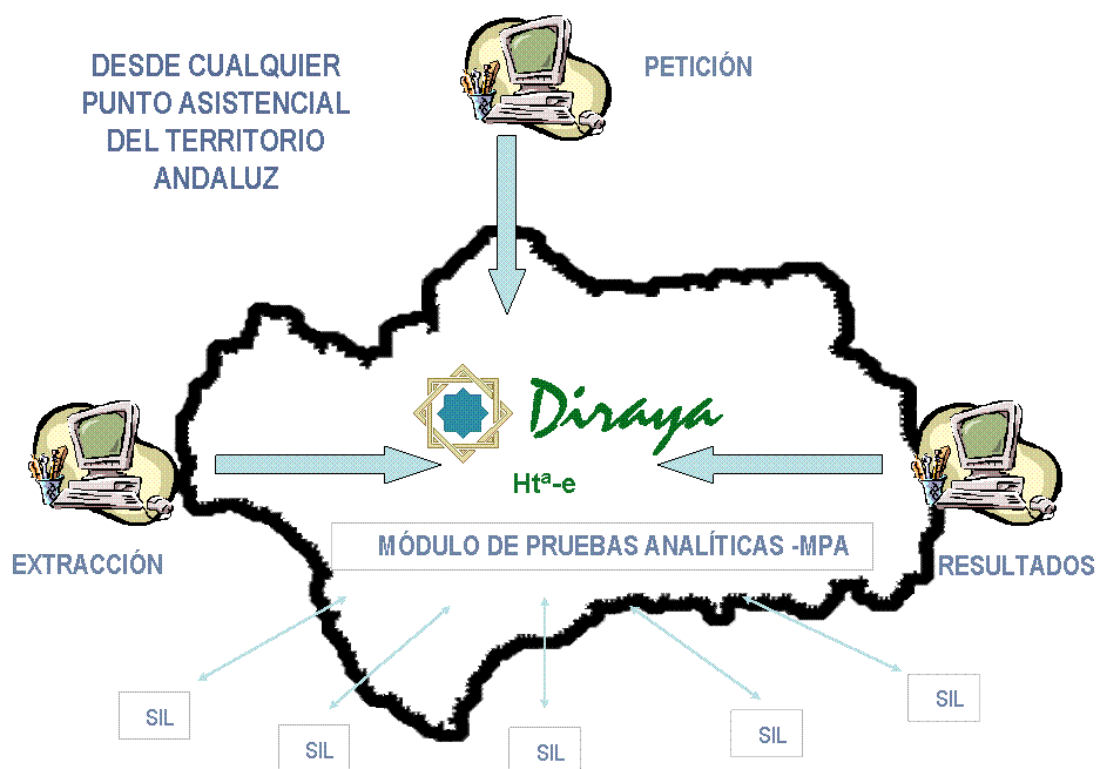 DESDE CUALQUIER
PUNTO ASISTENCIAL
DEL TERRITORIO
ANDALUZ
PETICIÓN
Diraya
Htª-e
MÓDULO DE PRUEBAS ANALÍTICAS -MPA
EXTRACCIÓN
RESULTADOS
SIL
SIL
SIL
SIL
SIL